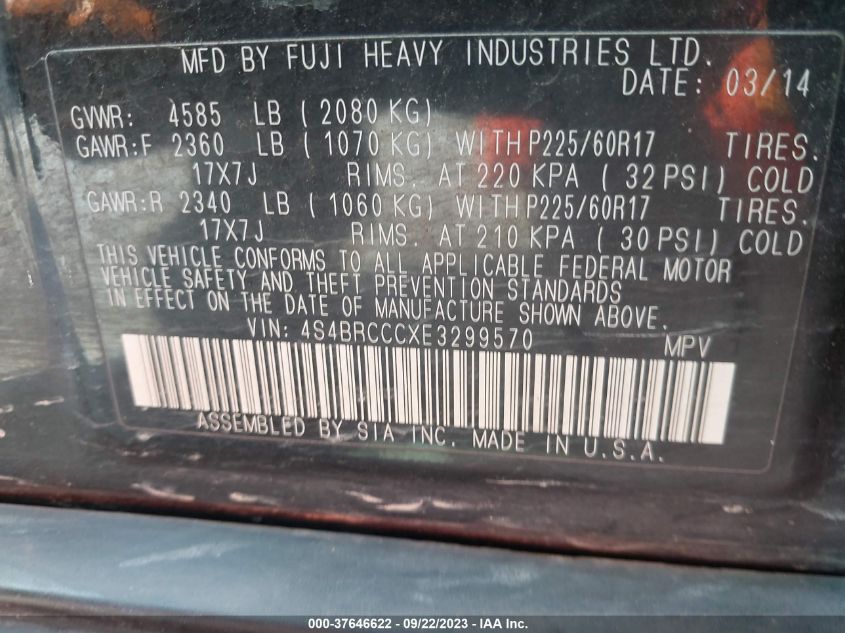 MFD BY FUJI HEAVY INDUSTRIES LTD.
DATE: 03/14
GVWR: 4585 LB ( 2080 KG)
GAWR:F 2360 LB ( 1070 KG) WITH P225/60R17 TIRES.
17X7J RIMS. AT 220 KPA ( 32 PSI) COLD
GAWR:R 2340 LB ( 1060 KG) WITH P225/60R17 TIRES.
17X7J RIMS. AT 210 KPA ( 30 PSI) COLD
THIS VEHICLE CONFORMS TO ALL APPLICABLE FEDERAL MOTOR
VEHICLE SAFETY AND THEFT PREVENTION STANDARDS
IN EFFECT ON THE DATE OF MANUFACTURE SHOWN ABOVE.
VIN: 4S4BRCCCXE3299570 MPV
ASSEMBLED BY SIA INC. MADE IN U.S.A.
000-37646622 - 09/22/2023 - IAA Inc.